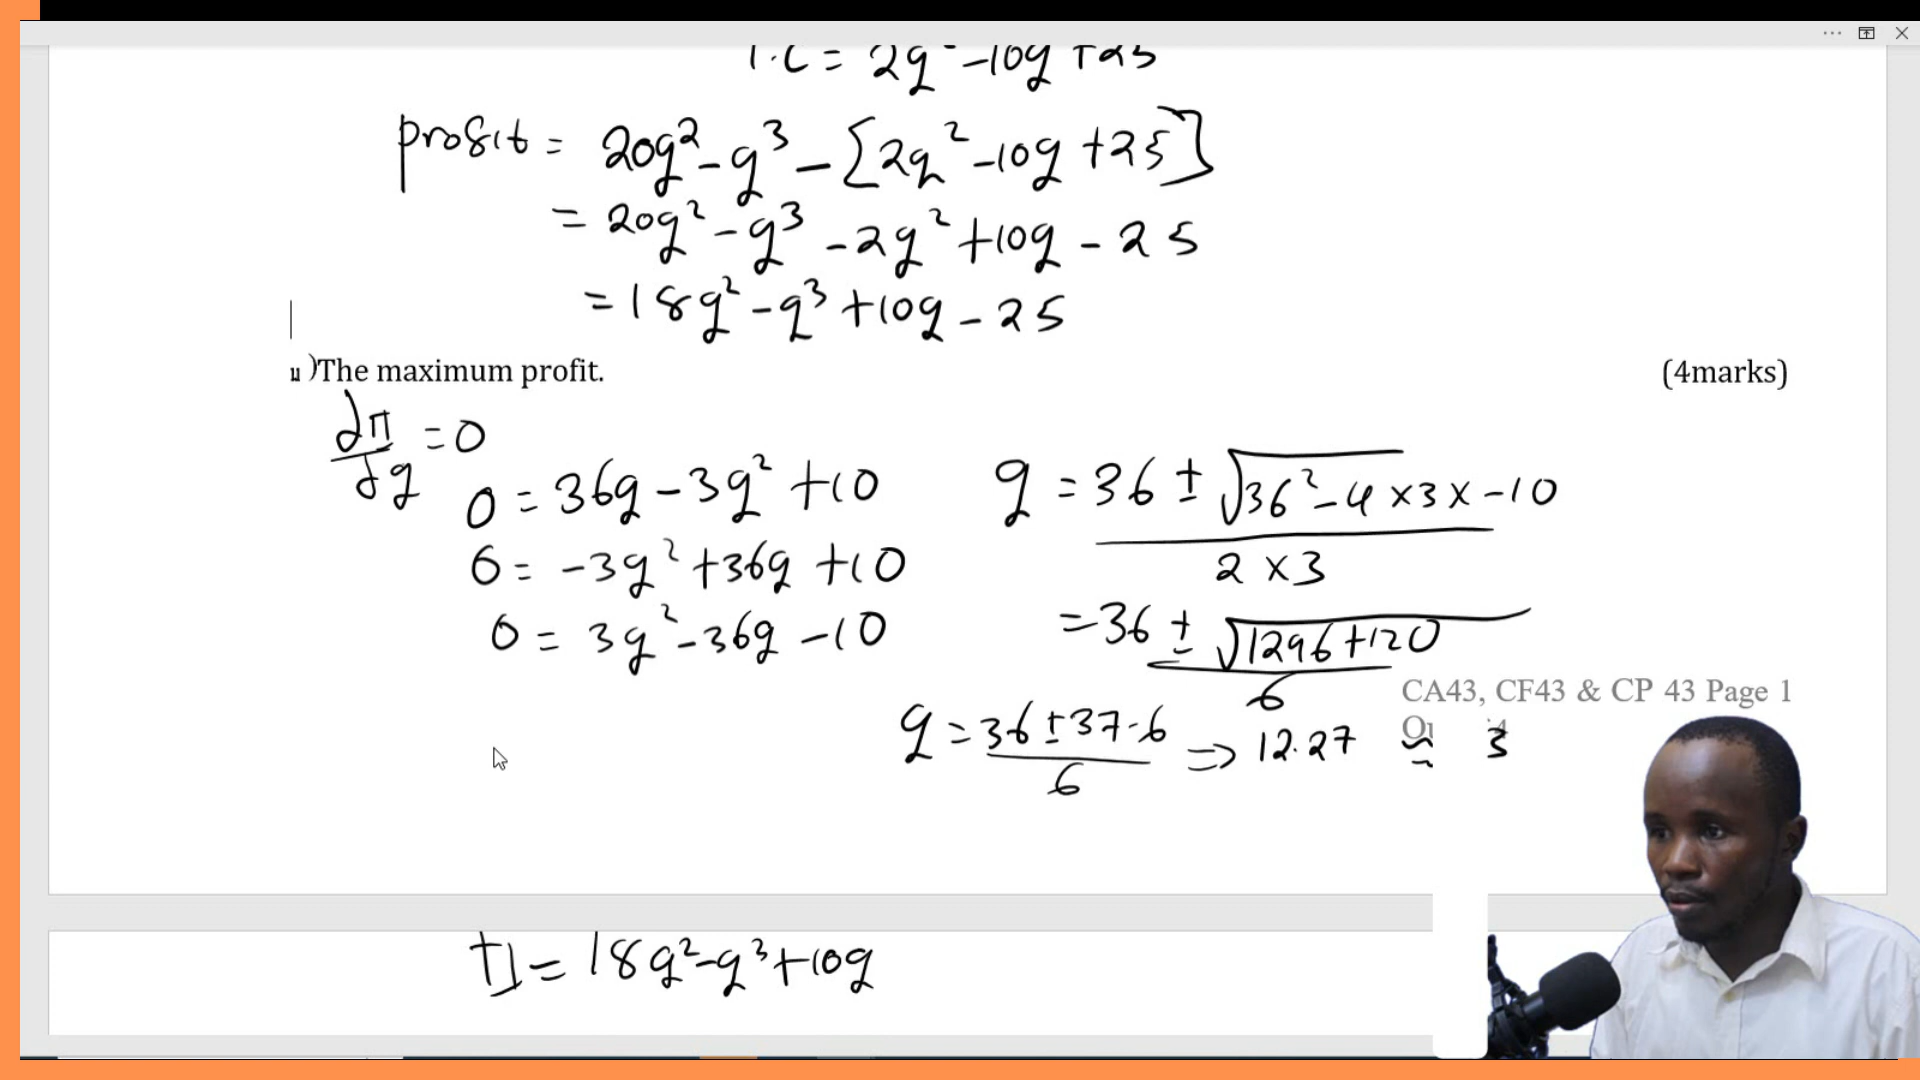 T.C = 2q² -10q +25
profit = 20q² - q³ - [2q² -10q +25]
= 20q² - q³ - 2q² +10q - 25
= 18q² - q³ +10q - 25
)The maximum profit. (4marks)
dπ/dq = 0
0 = 36q - 3q² +10
0 = -3q² +36q +10
0 = 3q² -36q -10
q = 36 ± √36² -4 ×3 × -10
2 ×3
= 36 ± √1296 +120
6
q = 36 ± 37.6
6
⇒ 12.27
≈ 3
CA43, CF43 & CP 43 Page 1
π = 18q² - q³ +10q